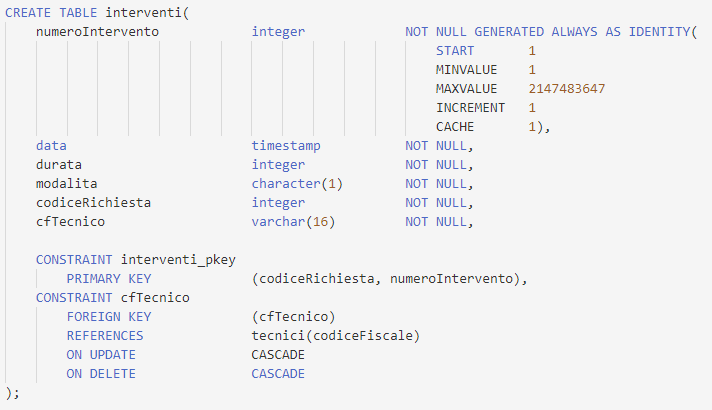 CREATE TABLE interventi(
numeroIntervento integer NOT NULL GENERATED ALWAYS AS IDENTITY(
START 1
MINVALUE 1
MAXVALUE 2147483647
INCREMENT 1
CACHE 1),
data timestamp NOT NULL,
durata integer NOT NULL,
modalita character(1) NOT NULL,
codiceRichiesta integer NOT NULL,
cfTecnico varchar(16) NOT NULL,
CONSTRAINT interventi_pkey
PRIMARY KEY (codiceRichiesta, numeroIntervento),
CONSTRAINT cfTecnico
FOREIGN KEY (cfTecnico)
REFERENCES tecnici(codiceFiscale)
ON UPDATE CASCADE
ON DELETE CASCADE
);